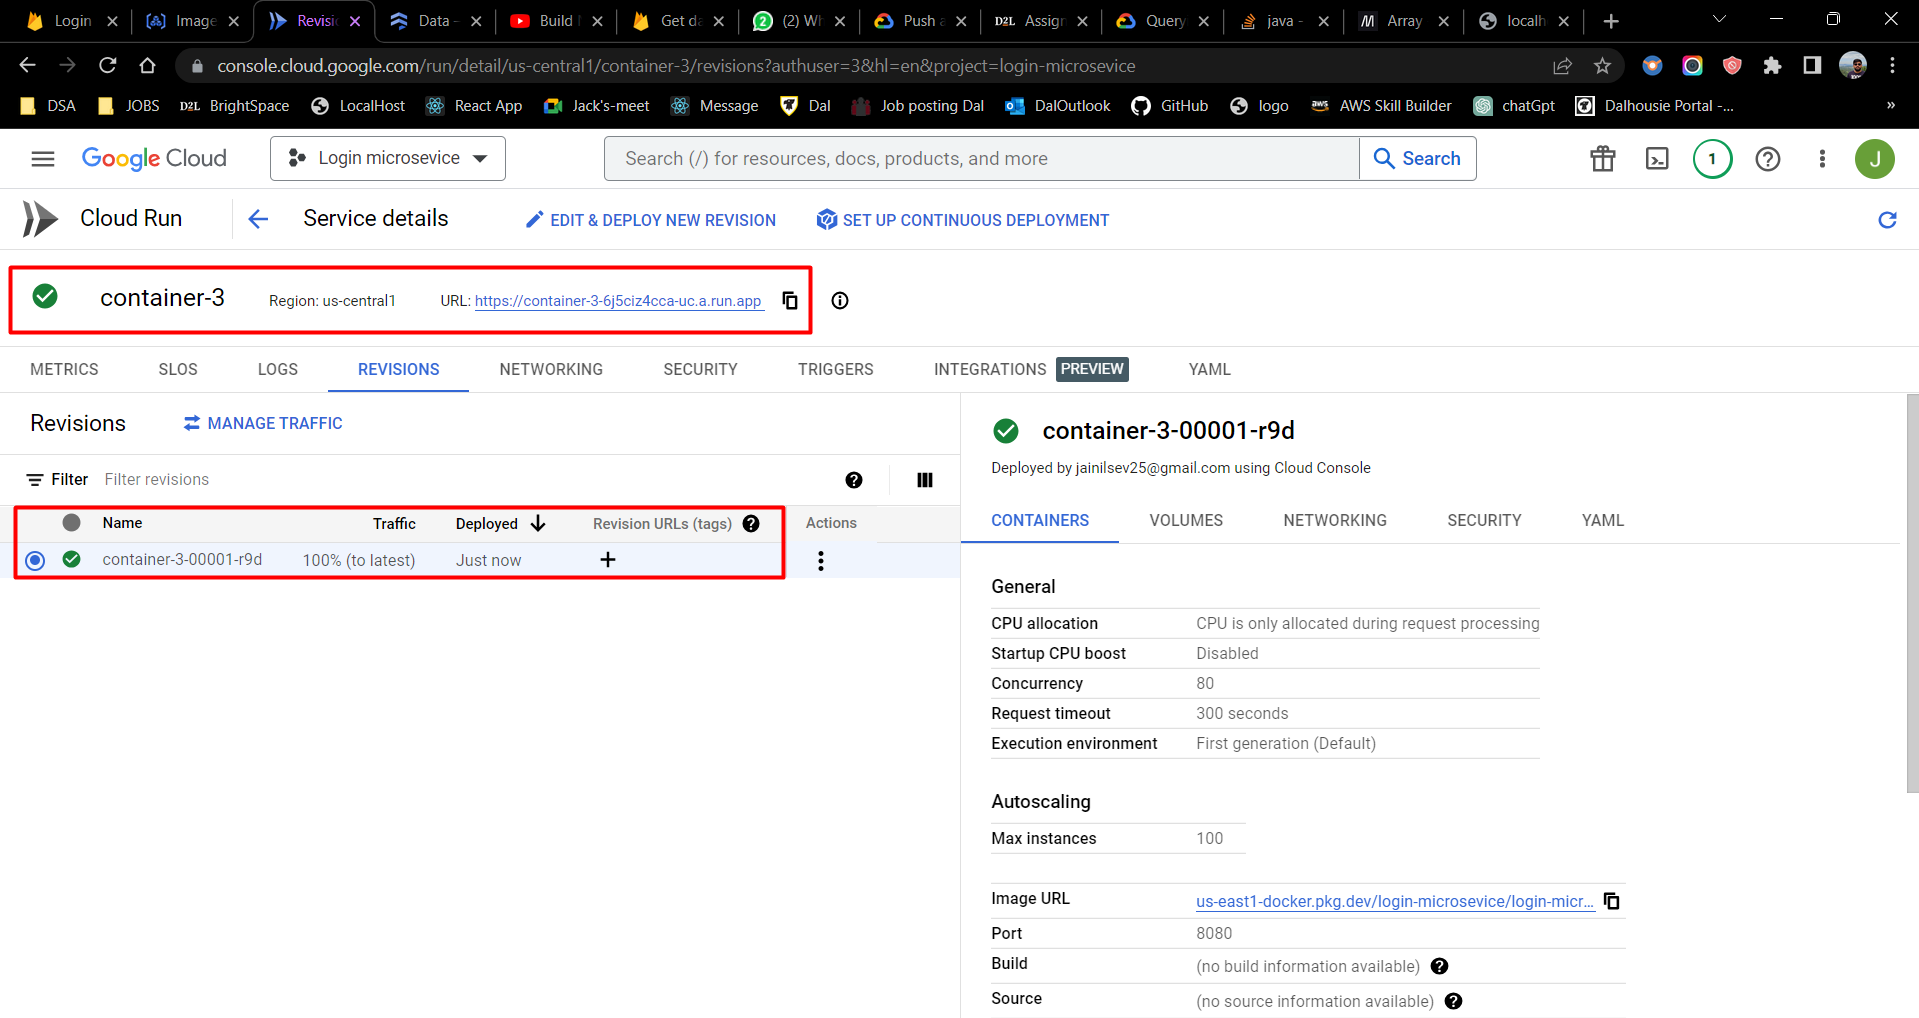 Login
Image
Revisi
Data -
Build
Get da
(2) Wh
Push a
D2L Assign
Query
java -
Array
localh
console.cloud.google.com/run/detail/us-central1/container-3/revisions?authuser=3&hl=en&project=login-microsevice
DSA
JOBS
D2L BrightSpace
LocalHost
React App
Jack's-meet
Message
Dal
Job posting Dal
DalOutlook
GitHub
logo
aws AWS Skill Builder
chatGpt
Dalhousie Portal -...
»
Google Cloud
Login microsevice
Search (/) for resources, docs, products, and more
Search
1
J
Cloud Run
Service details
EDIT & DEPLOY NEW REVISION
SET UP CONTINUOUS DEPLOYMENT
container-3
Region: us-central1
URL: https://container-3-6j5ciz4cca-uc.a.run.app
METRICS
SLOS
LOGS
REVISIONS
NETWORKING
SECURITY
TRIGGERS
INTEGRATIONS PREVIEW
YAML
Revisions
MANAGE TRAFFIC
Filter Filter revisions
Name Traffic Deployed Revision URLs (tags) Actions
container-3-00001-r9d 100% (to latest) Just now
container-3-00001-r9d
Deployed by jainilsev25@gmail.com using Cloud Console
CONTAINERS
VOLUMES
NETWORKING
SECURITY
YAML
General
CPU allocation CPU is only allocated during request processing
Startup CPU boost Disabled
Concurrency 80
Request timeout 300 seconds
Execution environment First generation (Default)
Autoscaling
Max instances 100
Image URL us-east1-docker.pkg.dev/login-microsevice/login-micr...
Port 8080
Build (no build information available)
Source (no source information available)